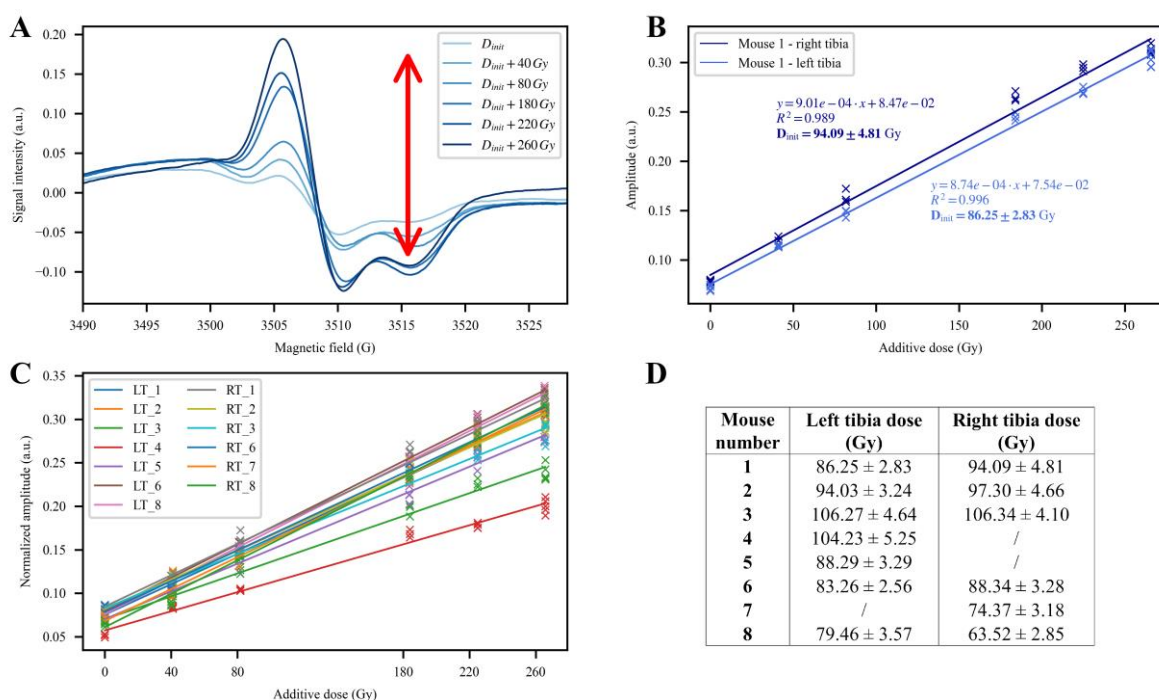 A
Signal intensity (a.u.)
0.20
0.15
0.10
0.05
0.00
−0.05
−0.10
3490 3495 3500 3505 3510 3515 3520 3525
Magnetic field (G)
D_init
D_init + 40 Gy
D_init + 80 Gy
D_init + 180 Gy
D_init + 220 Gy
D_init + 260 Gy
B
Amplitude (a.u.)
0.30
0.25
0.20
0.15
0.10
0 50 100 150 200 250
Additive dose (Gy)
Mouse 1 - right tibia
Mouse 1 - left tibia
y = 9.01e − 04 · x + 8.47e − 02
R² = 0.989
D_init = 94.09 ± 4.81 Gy
y = 8.74e − 04 · x + 7.54e − 02
R² = 0.996
D_init = 86.25 ± 2.83 Gy
C
Normalized amplitude (a.u.)
0.35
0.30
0.25
0.20
0.15
0.10
0.05
0 40 80 180 220 260
Additive dose (Gy)
LT_1 RT_1
LT_2 RT_2
LT_3 RT_3
LT_4 RT_6
LT_5 RT_7
LT_6 RT_8
LT_8
D
Mouse number Left tibia dose (Gy) Right tibia dose (Gy)
1 86.25 ± 2.83 94.09 ± 4.81
2 94.03 ± 3.24 97.30 ± 4.66
3 106.27 ± 4.64 106.34 ± 4.10
4 104.23 ± 5.25 /
5 88.29 ± 3.29 /
6 83.26 ± 2.56 88.34 ± 3.28
7 / 74.37 ± 3.18
8 79.46 ± 3.57 63.52 ± 2.85